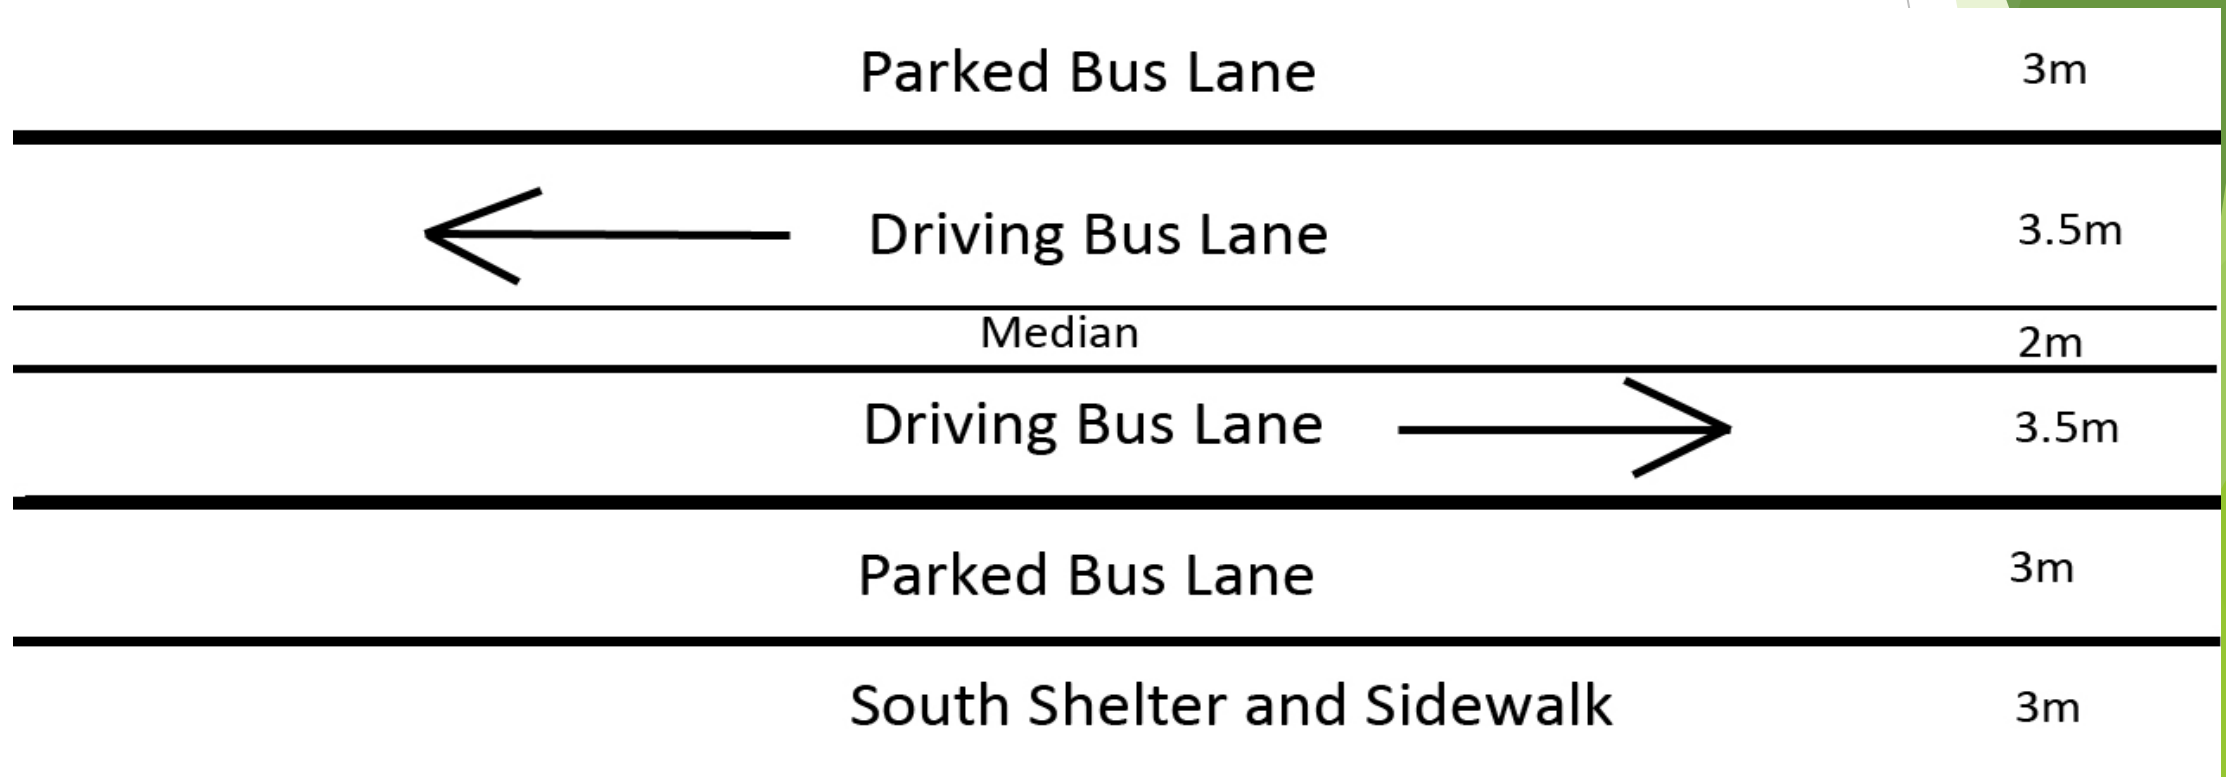 Parked Bus Lane 3m
Driving Bus Lane 3.5m
Median 2m
Driving Bus Lane 3.5m
Parked Bus Lane 3m
South Shelter and Sidewalk 3m